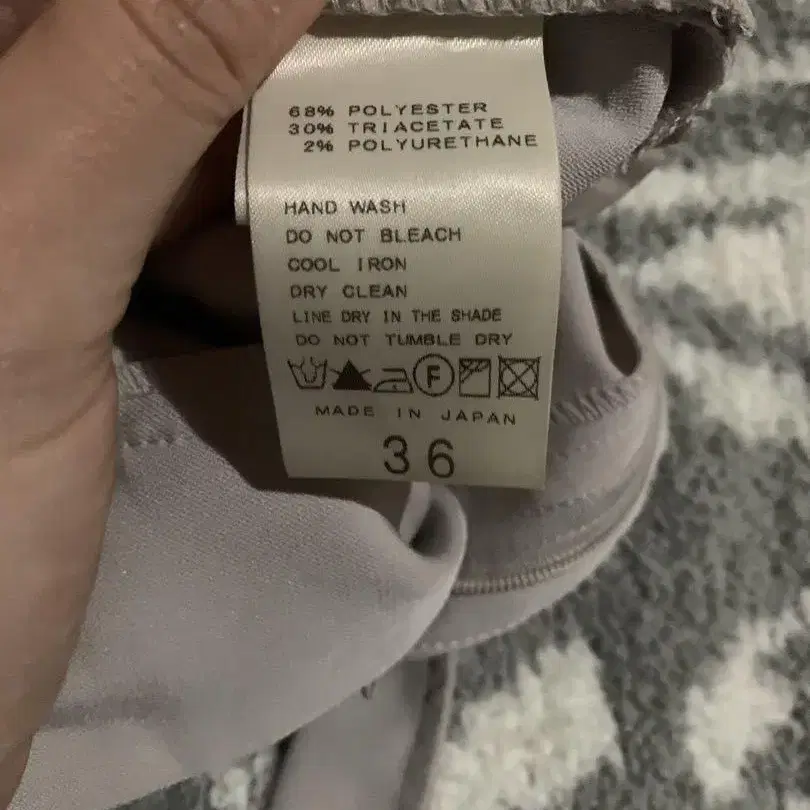 68% POLYESTER
30% TRIACETATE
2% POLYURETHANE
HAND WASH
DO NOT BLEACH
COOL IRON
DRY CLEAN
LINE DRY IN THE SHADE
DO NOT TUMBLE DRY
F
MADE IN JAPAN
36